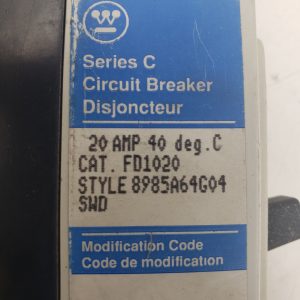 Series C
Circuit Breaker
Disjoncteur
20 AMP 40 deg.C
CAT. FD1020
STYLE 8985A64G04
SWD
Modification Code
Code de modification